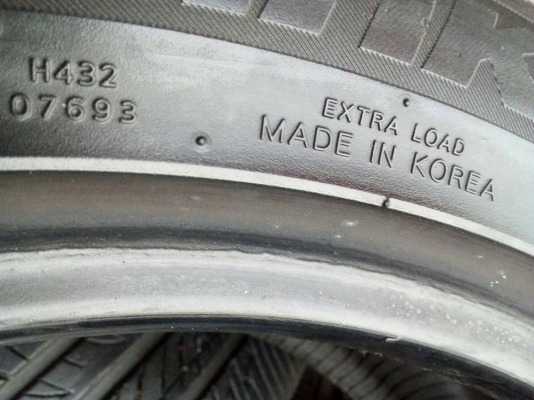 H432
07693
EXTRA LOAD
MADE IN KOREA